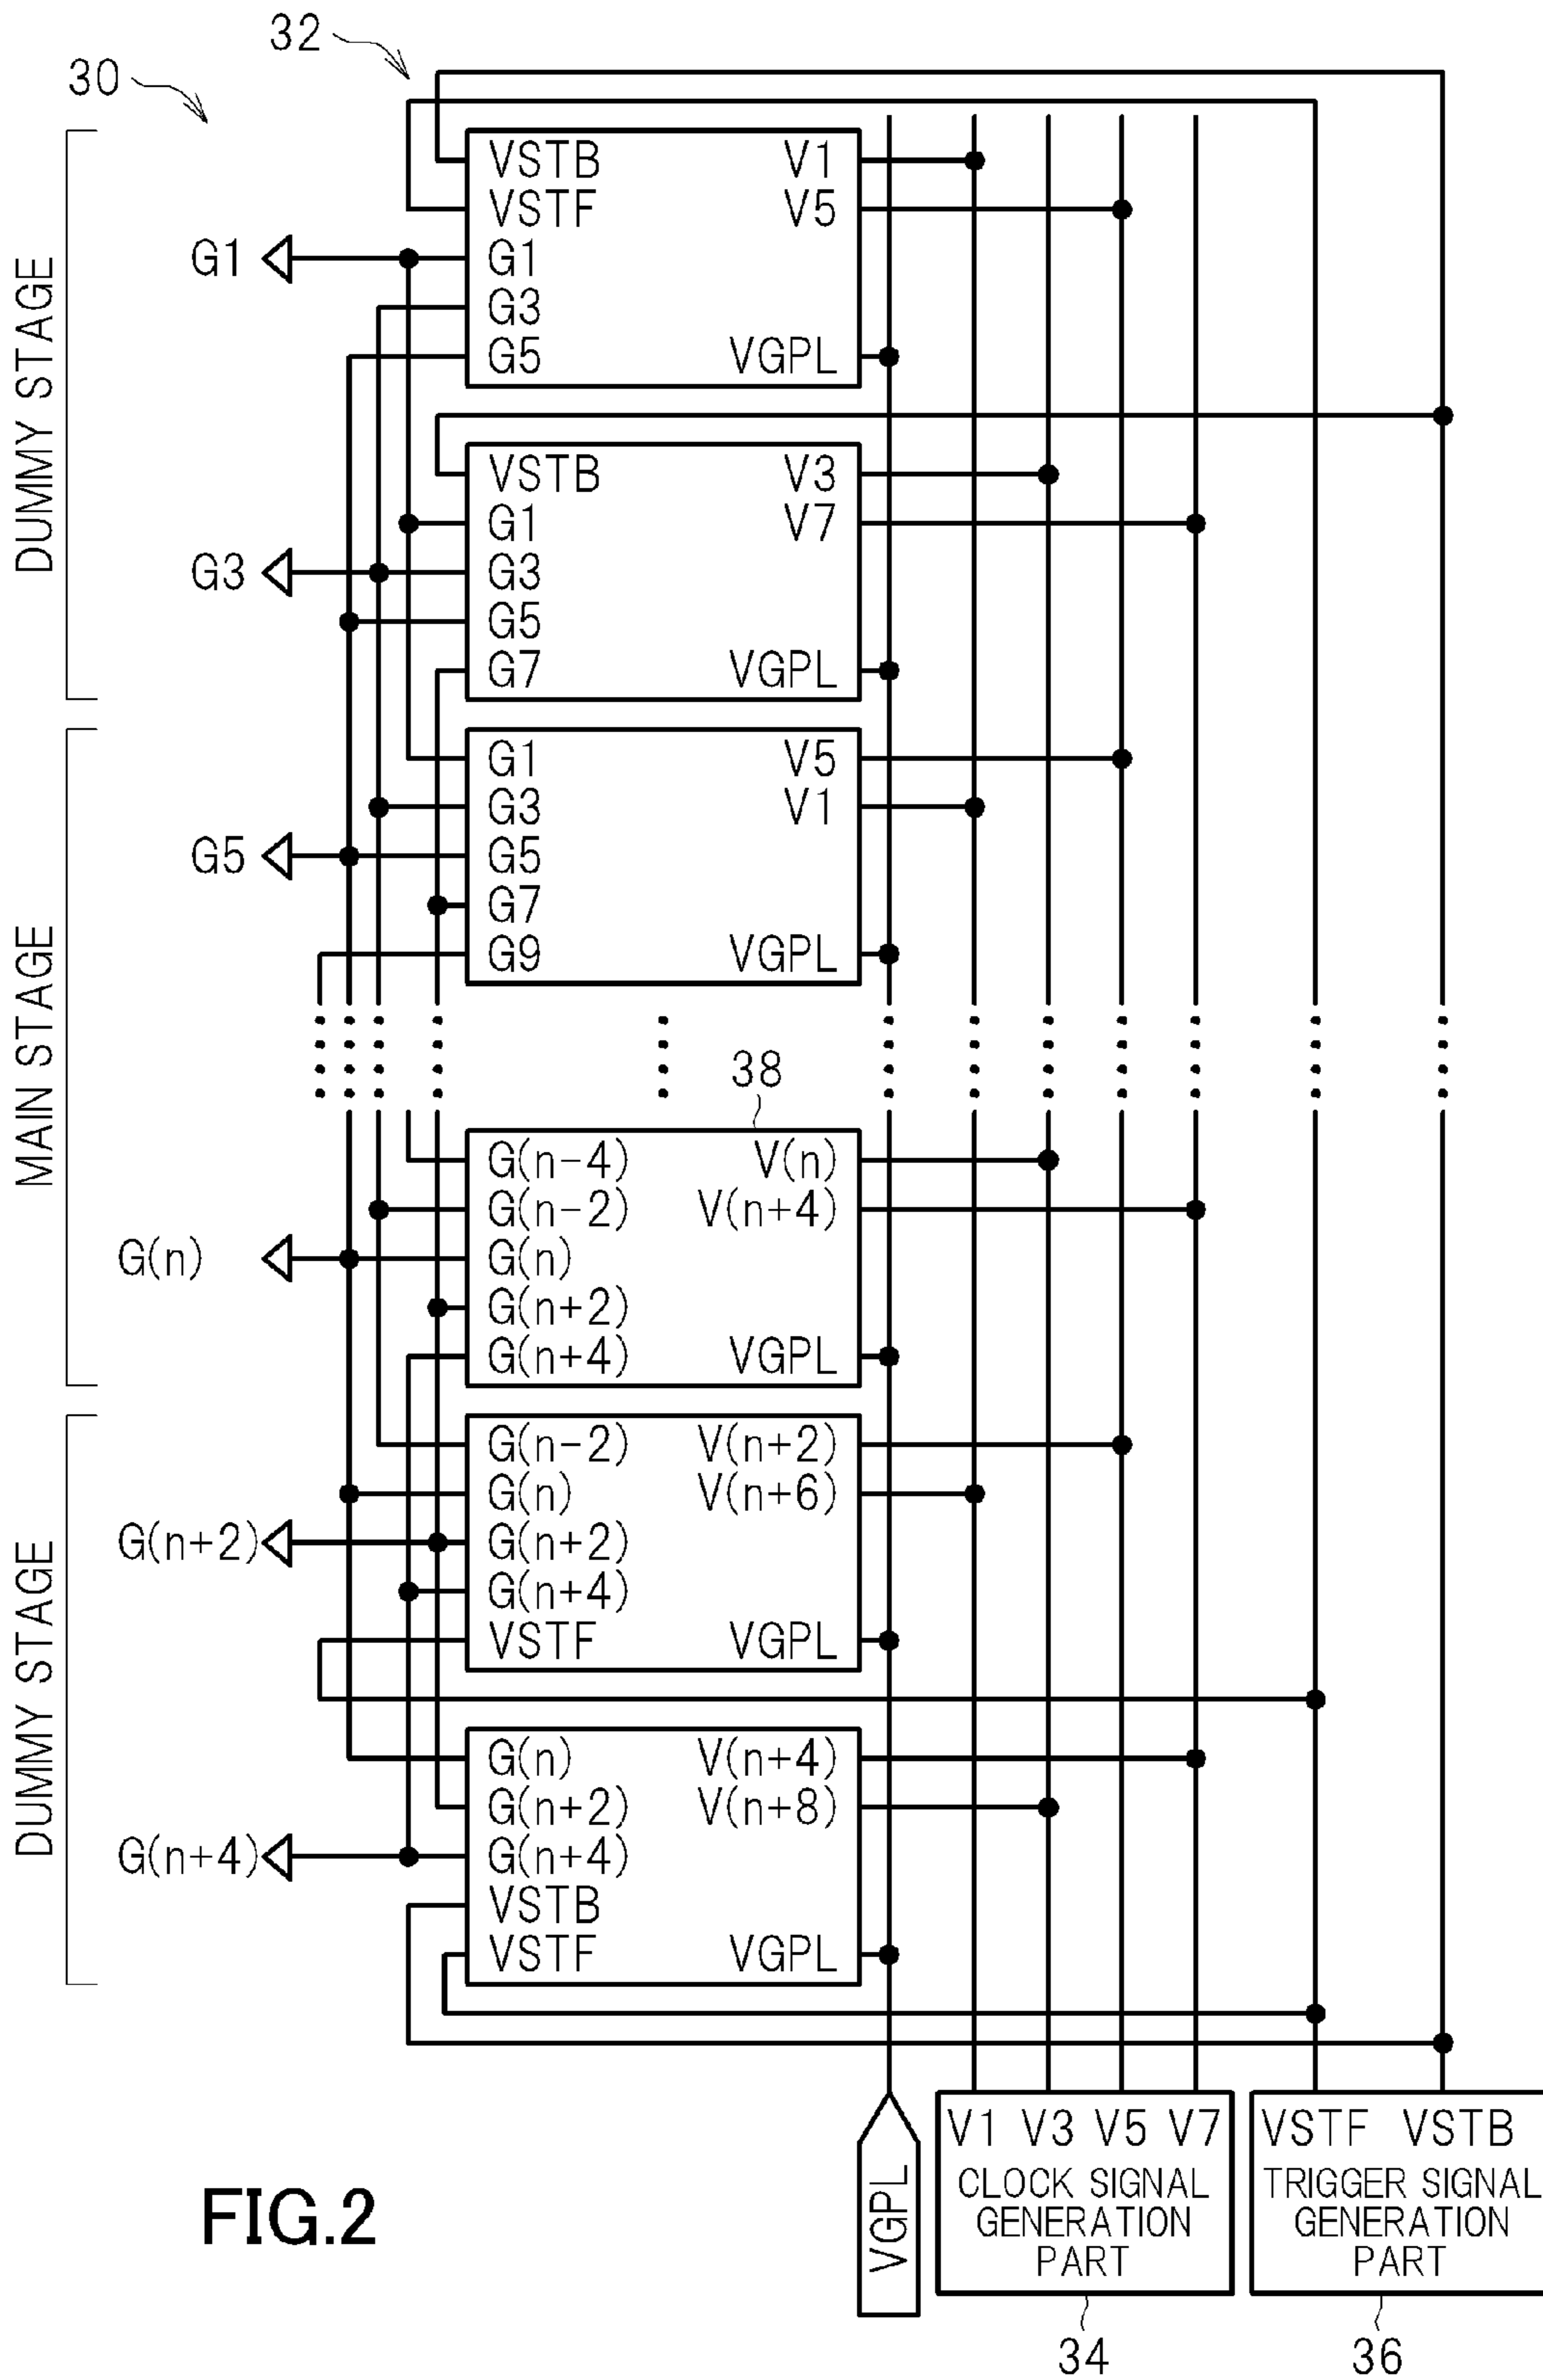 32
30
DUMMY STAGE
MAIN STAGE
DUMMY STAGE
VSTB V1
VSTF V5
G1 G1
G3
G5 VGPL
VSTB V3
G1 V7
G3 G3
G5
G7 VGPL
G1 V5
G3 V1
G5 G5
G7
G9 VGPL
38
G(n-4) V(n)
G(n-2) V(n+4)
G(n) G(n)
G(n+2)
G(n+4) VGPL
G(n-2) V(n+2)
G(n) V(n+6)
G(n+2) G(n+2)
G(n+4)
VSTF VGPL
G(n) V(n+4)
G(n+2) V(n+8)
G(n+4) G(n+4)
VSTB
VSTF VGPL
VGPL
V1 V3 V5 V7
CLOCK SIGNAL
GENERATION
PART
34
VSTF VSTB
TRIGGER SIGNAL
GENERATION
PART
36
FIG.2